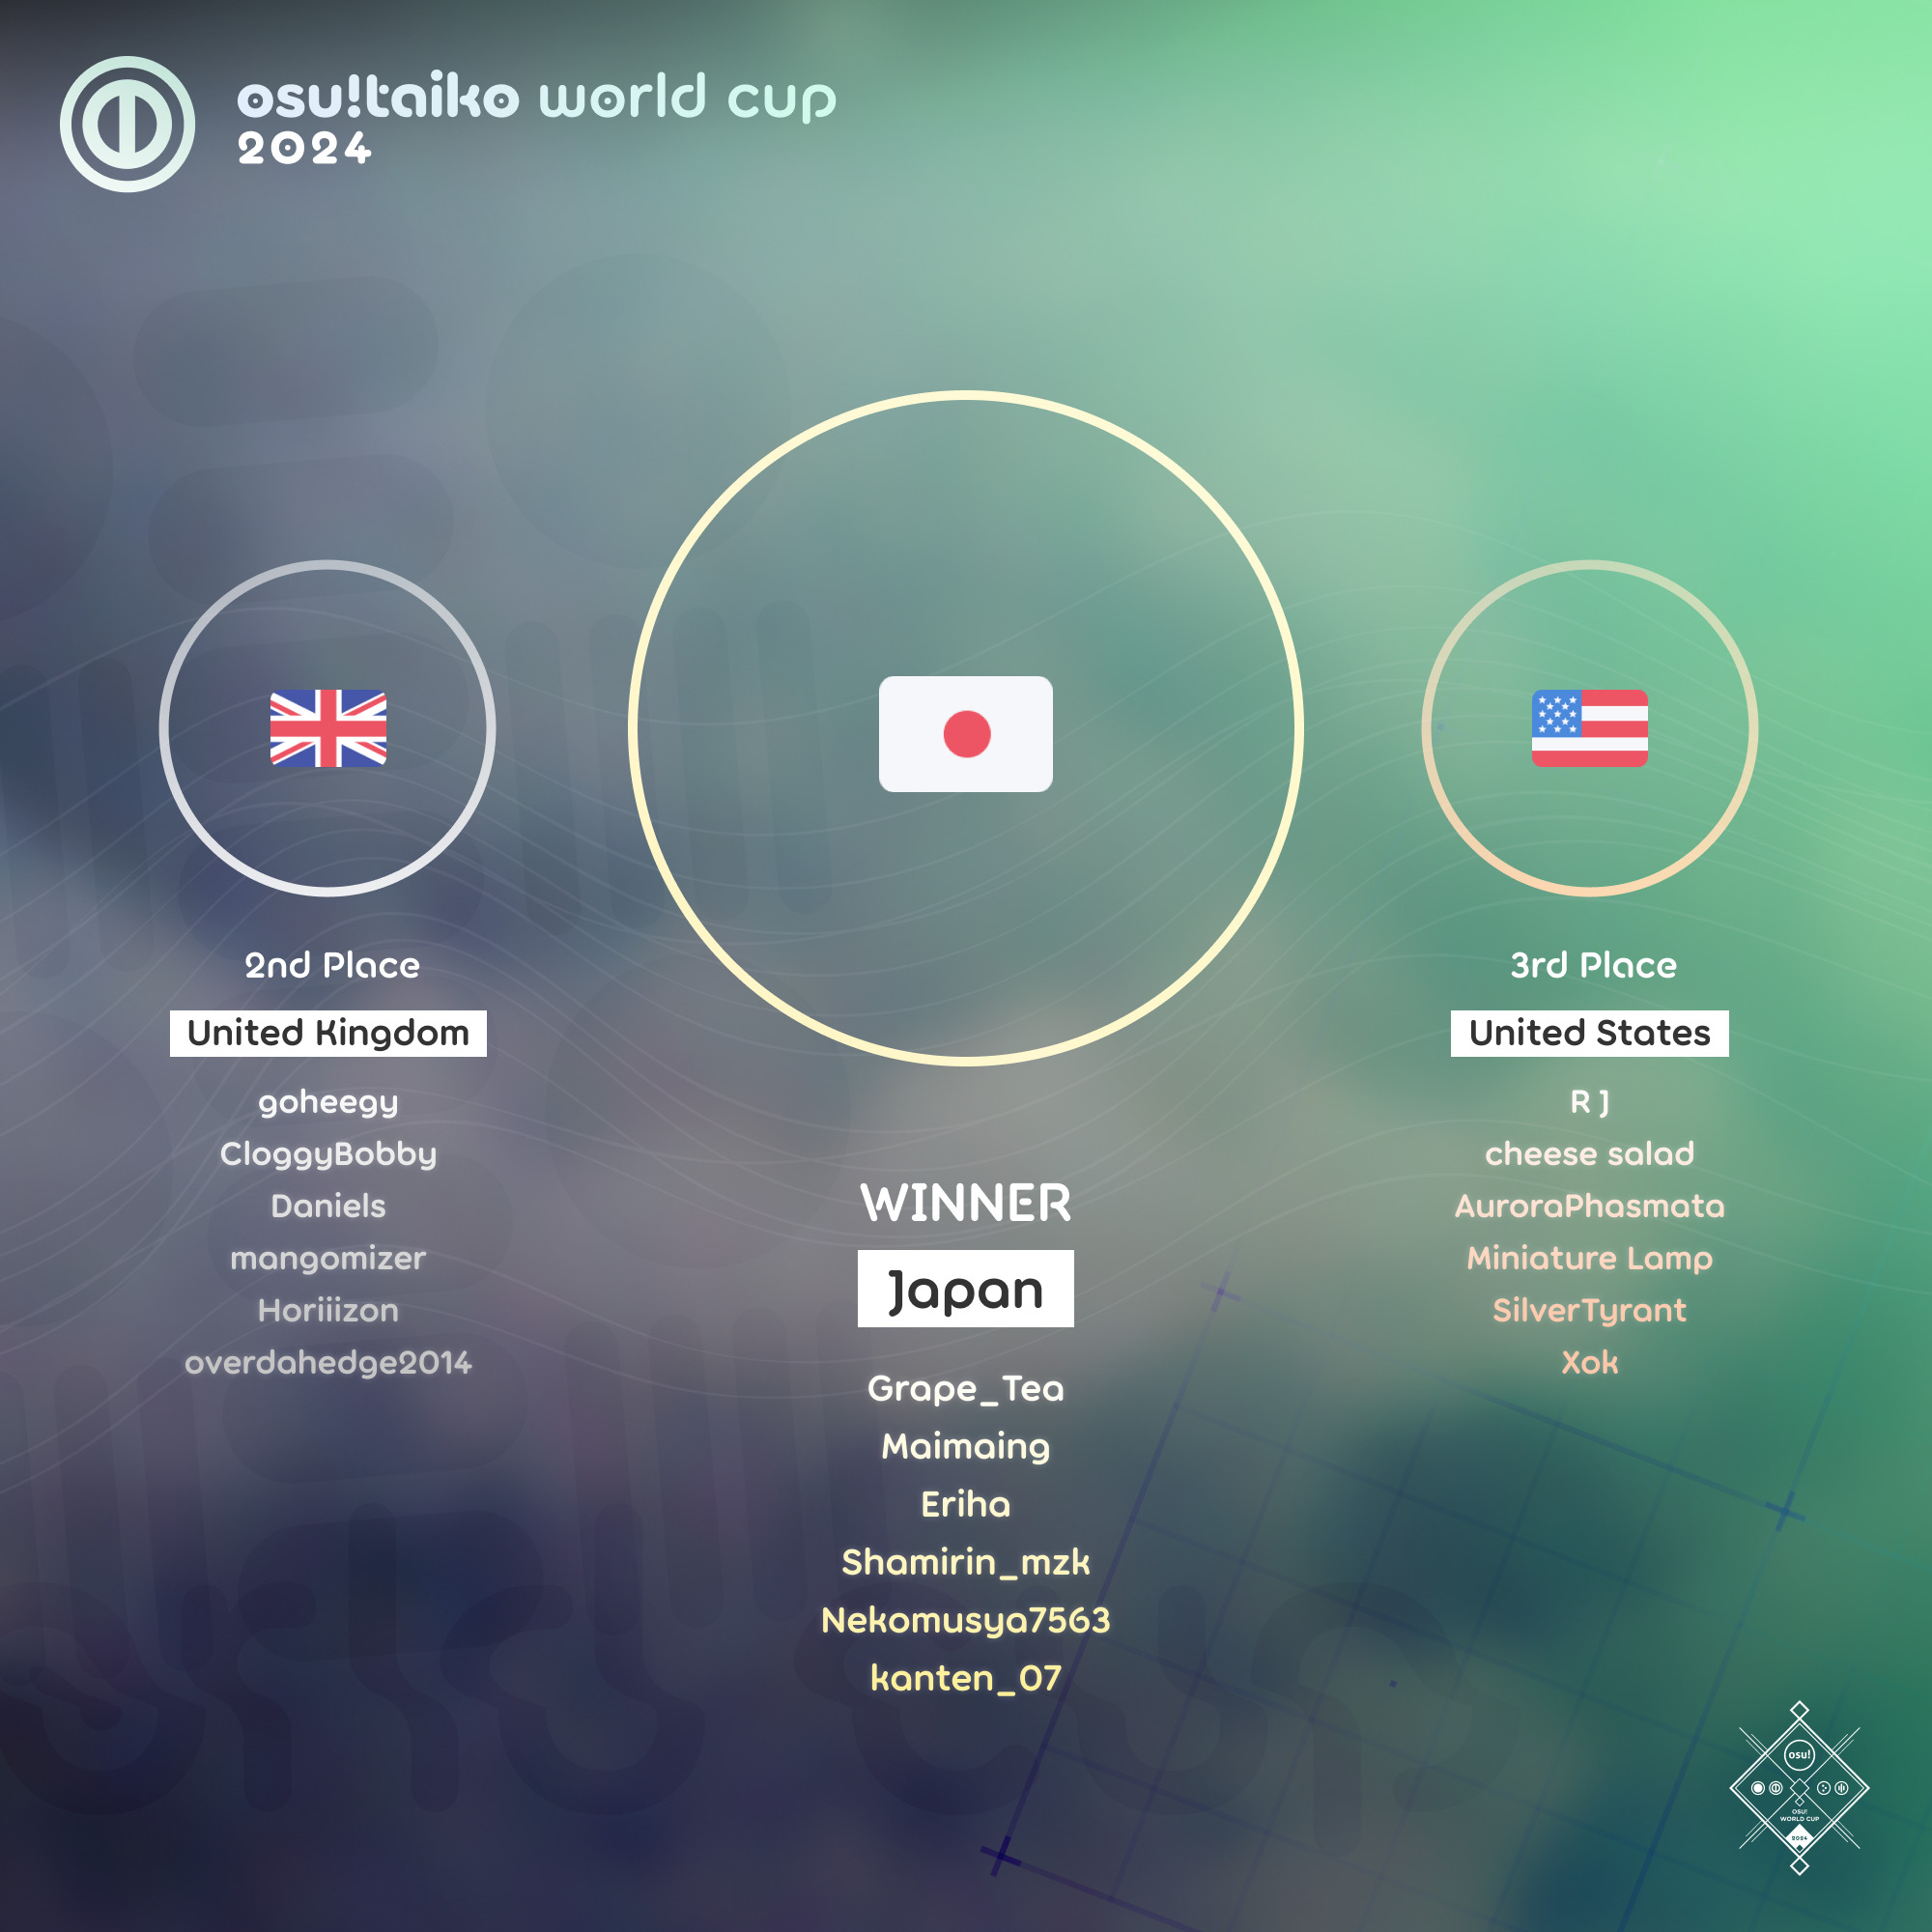 osu!taiko world cup
2024
2nd Place
United Kingdom
goheegy
CloggyBobby
Daniels
mangomizer
Horiiizon
overdahedge2014
WINNER
Japan
Grape_Tea
Maimaing
Eriha
Shamirin_mzk
Nekomusya7563
kanten_07
3rd Place
United States
R J
cheese salad
AuroraPhasmata
Miniature Lamp
SilverTyrant
Xok
osu!
OSU!
WORLD CUP
2024